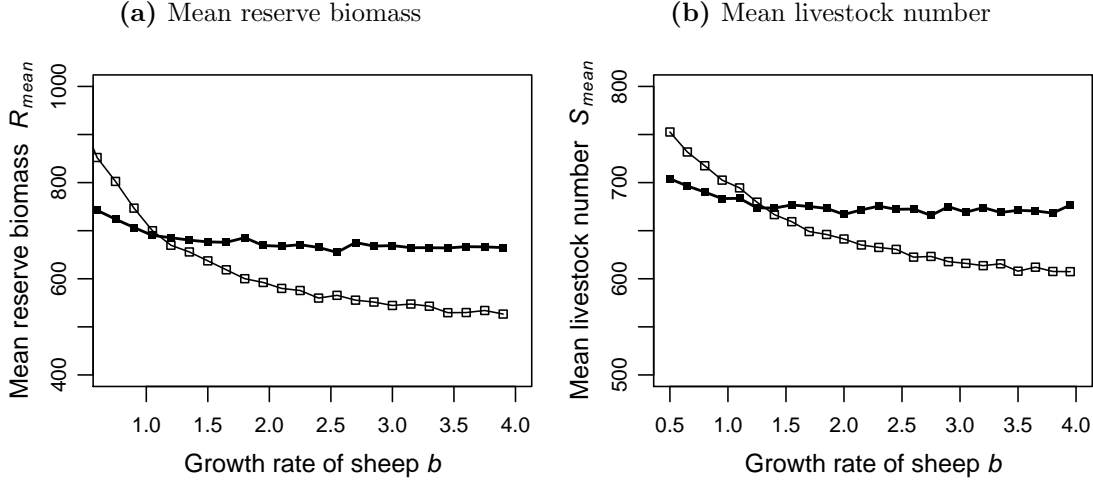 (a) Mean reserve biomass
(b) Mean livestock number
Mean reserve biomass R_mean
400
600
800
1000
1.0 1.5 2.0 2.5 3.0 3.5 4.0
Growth rate of sheep b
Mean livestock number S_mean
500
600
700
800
0.5 1.0 1.5 2.0 2.5 3.0 3.5 4.0
Growth rate of sheep b